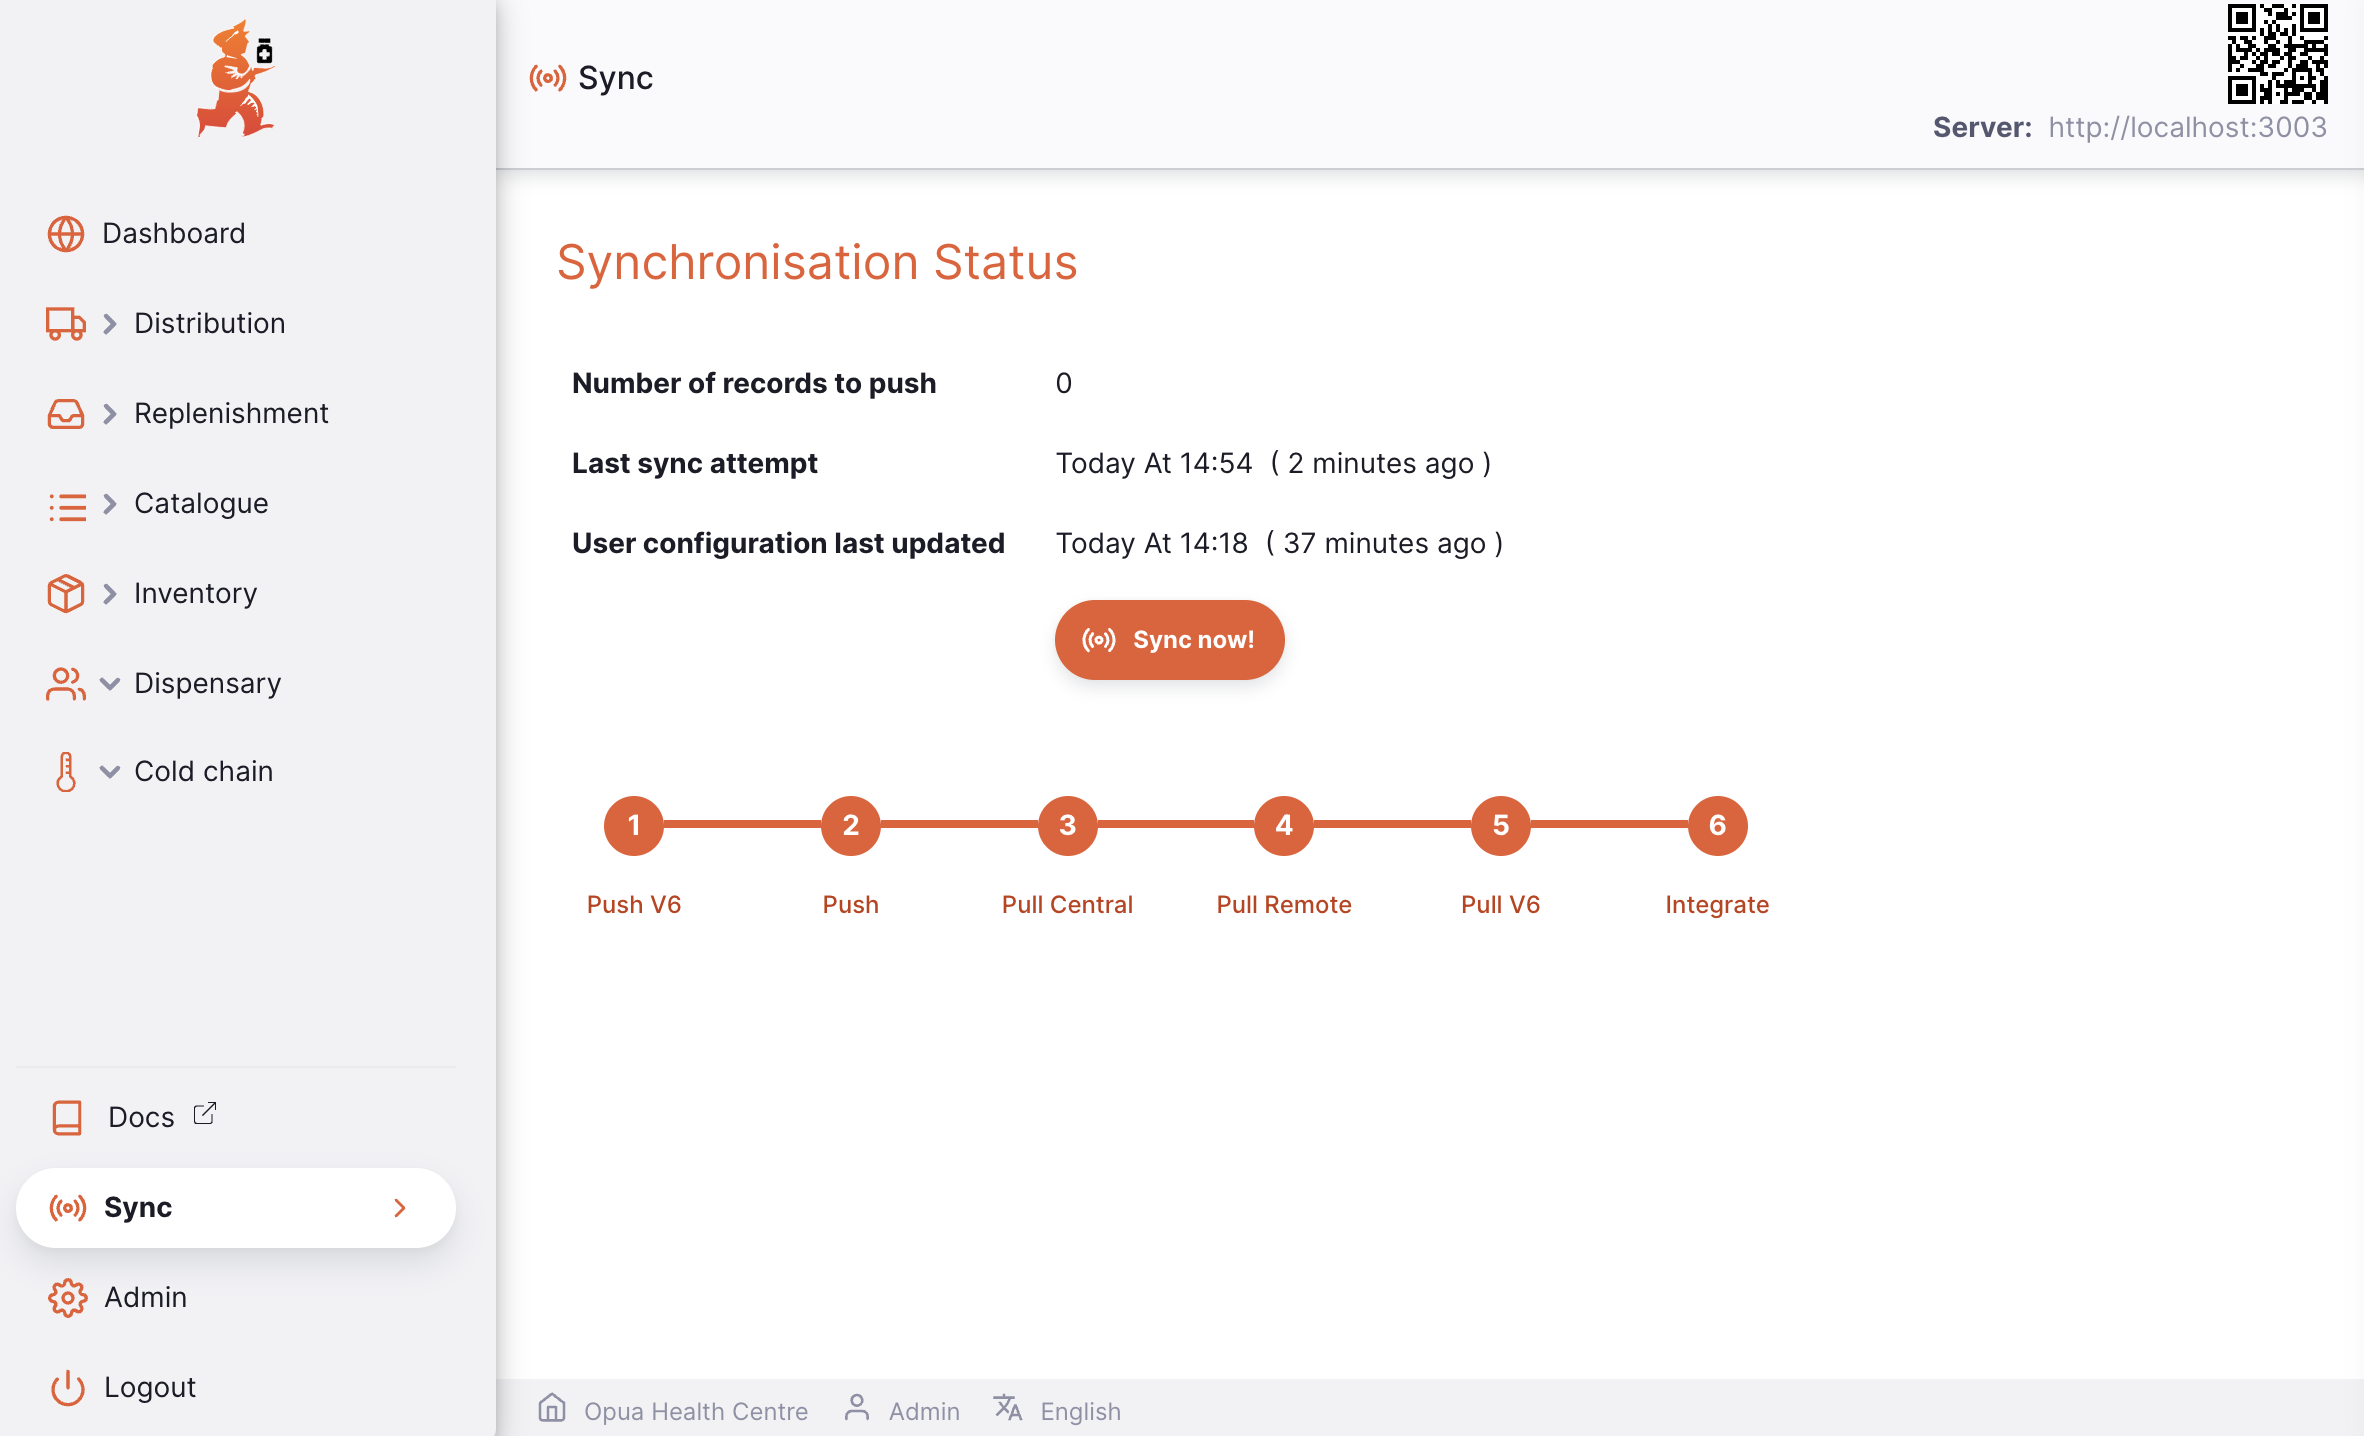 Dashboard
Distribution
Replenishment
Catalogue
Inventory
Dispensary
Cold chain
Docs
Sync
Admin
Logout
Sync
Server: http://localhost:3003
Synchronisation Status
Number of records to push 0
Last sync attempt Today At 14:54 ( 2 minutes ago )
User configuration last updated Today At 14:18 ( 37 minutes ago )
Sync now!
1 2 3 4 5 6
Push V6 Push Pull Central Pull Remote Pull V6 Integrate
Opua Health Centre Admin English